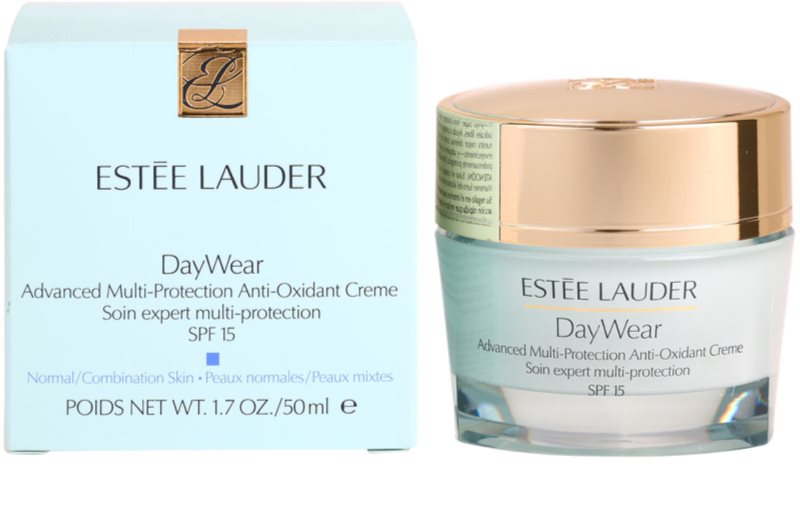 ESTĒE LAUDER
DayWear
Advanced Multi-Protection Anti-Oxidant Creme
Soin expert multi-protection
SPF 15
Normal/Combination Skin • Peaux normales/Peaux mixtes
POIDS NET WT. 1.7 OZ./50 ml ℮
ESTĒE LAUDER
DayWear
Advanced Multi-Protection Anti-Oxidant Creme
Soin expert multi-protection
SPF 15